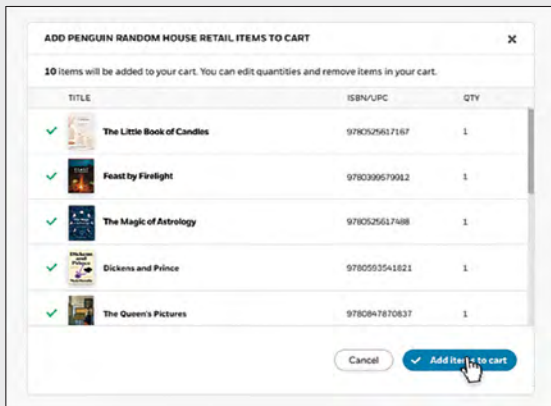 ADD PENGUIN RANDOM HOUSE RETAIL ITEMS TO CART
10 items will be added to your cart. You can edit quantities and remove items in your cart.
TITLE ISBN/UPC QTY
The Little Book of Candles 9780525617167 1
Feast by Firelight 9780399579912 1
The Magic of Astrology 9780525617488 1
Dickens and Prince 9780593541821 1
The Queen's Pictures 9780847870837 1
Cancel Add items to cart